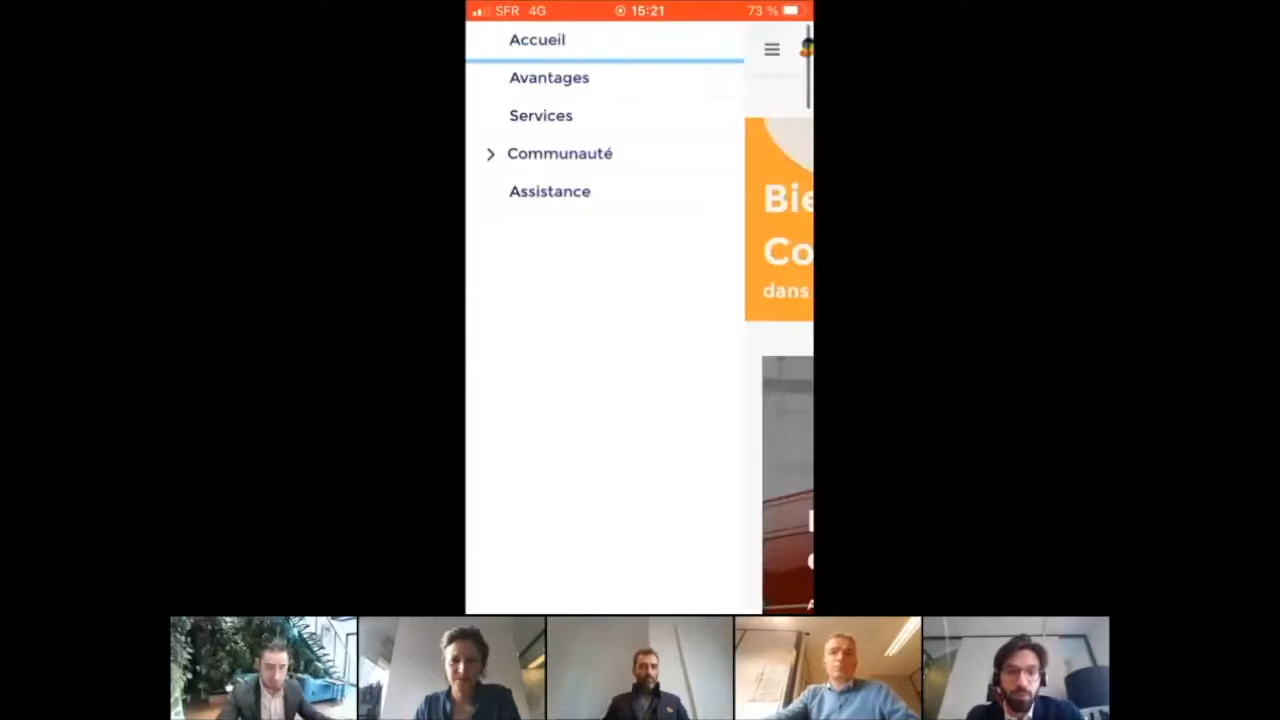 SFR 4G 15:21 73 %
Accueil
Avantages
Services
Communauté
Assistance
Bie
Co
dans